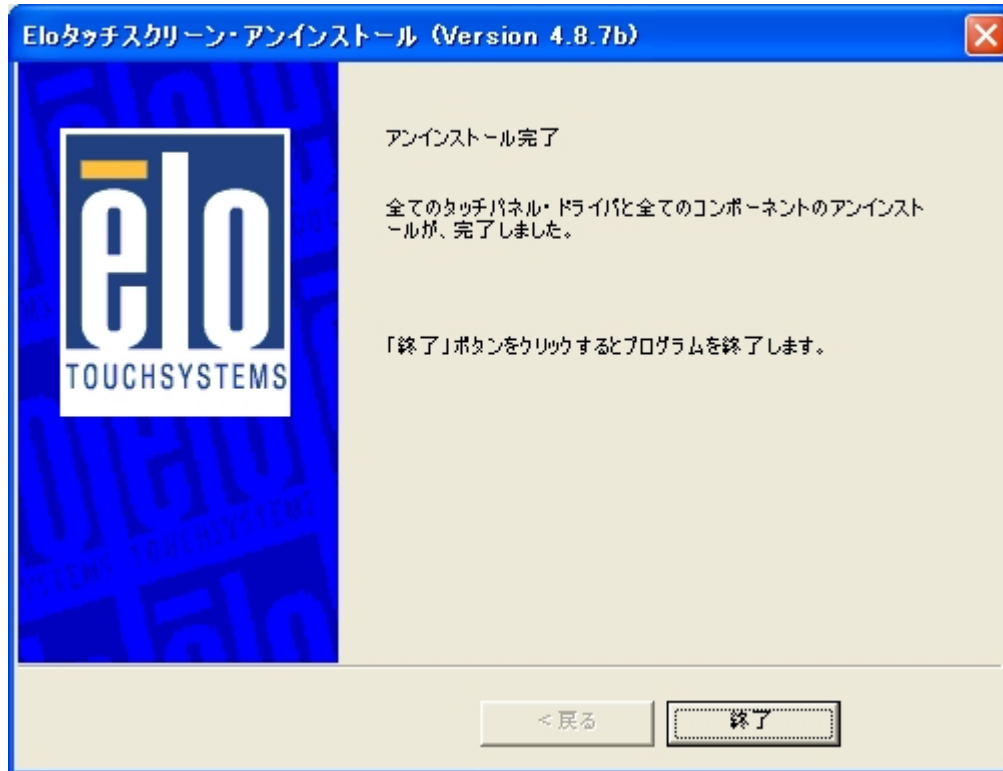 Eloタッチスクリーン・アンインストール (Version 4.8.7b)
ēlo
TOUCHSYSTEMS
アンインストール完了
全てのタッチパネル・ドライバと全てのコンポーネントのアンインスト
ールが、完了しました。
「終了」ボタンをクリックするとプログラムを終了します。
<戻る
終了